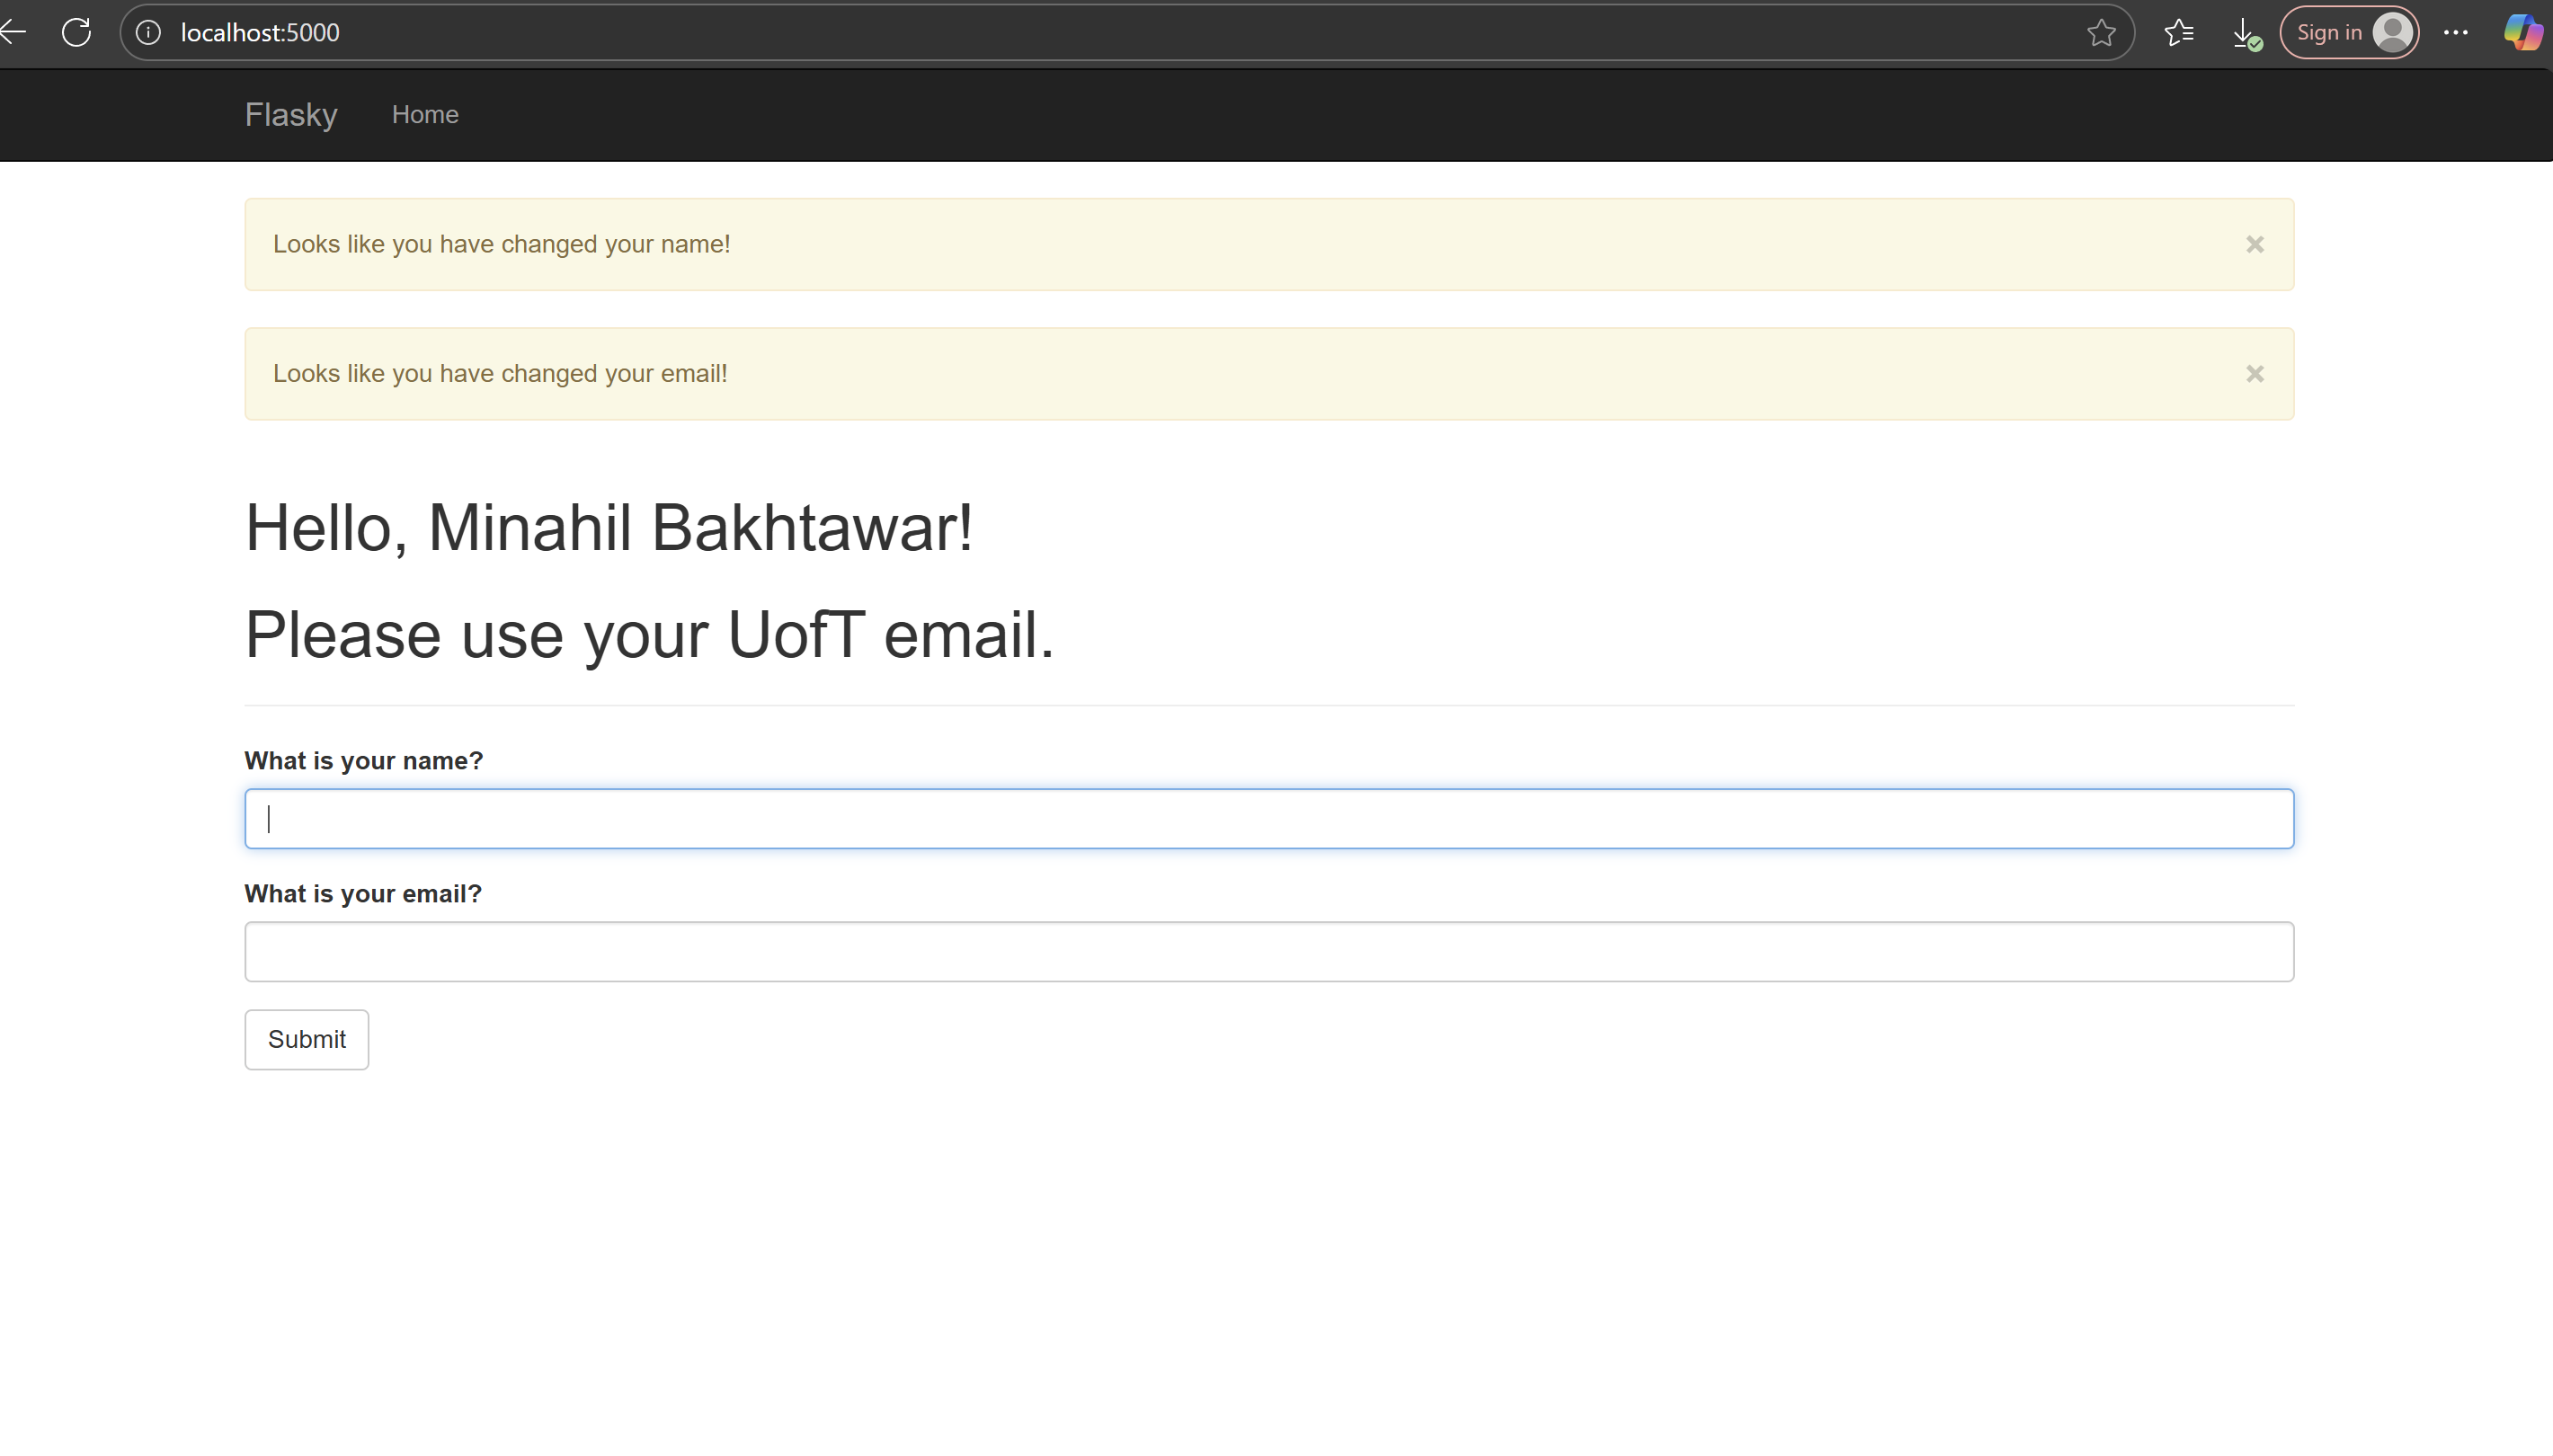 localhost:5000
Sign in
Flasky Home
Looks like you have changed your name! ×
Looks like you have changed your email! ×
Hello, Minahil Bakhtawar!
Please use your UofT email.
What is your name?
What is your email?
Submit